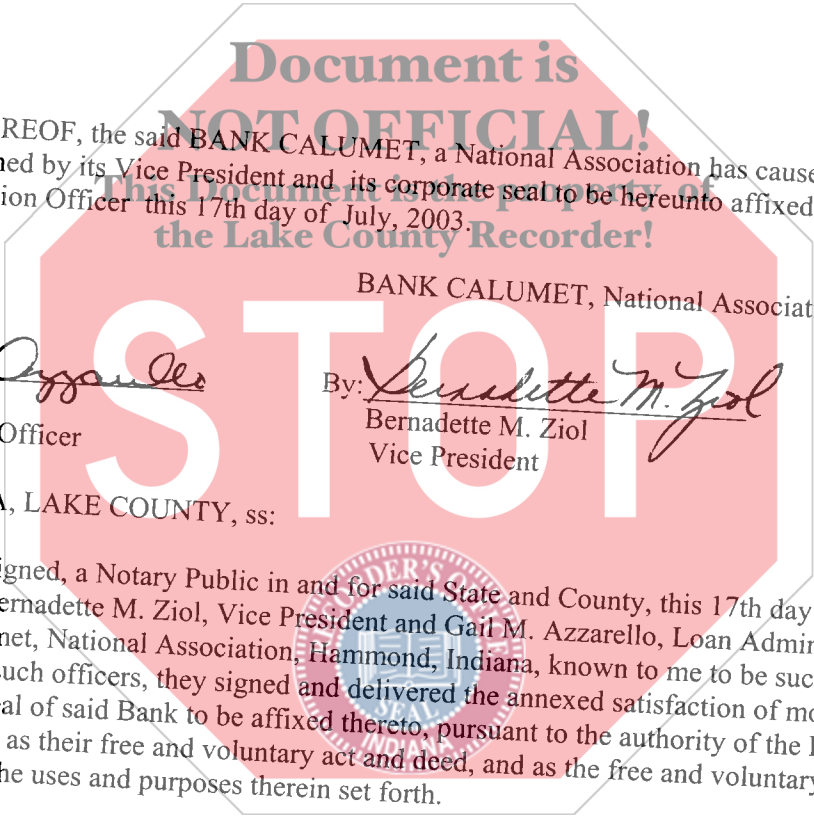 Document is
NOT OFFICIAL!
This Document is the property of
the Lake County Recorder!
STOP
REOF, the said BANK CALUMET, a National Association has cause
ned by its Vice President and its corporate seal to be hereunto affixed
ion Officer this 17th day of July, 2003.
BANK CALUMET, National Associat
Azzarello
By: Bernadette M. Ziol
Officer
Bernadette M. Ziol
Vice President
A, LAKE COUNTY, ss:
igned, a Notary Public in and for said State and County, this 17th day
ernadette M. Ziol, Vice President and Gail M. Azzarello, Loan Admin
net, National Association, Hammond, Indiana, known to me to be suc
such officers, they signed and delivered the annexed satisfaction of mo
eal of said Bank to be affixed thereto, pursuant to the authority of the
as their free and voluntary act and deed, and as the free and voluntary
he uses and purposes therein set forth.
SEAL
INDIANA